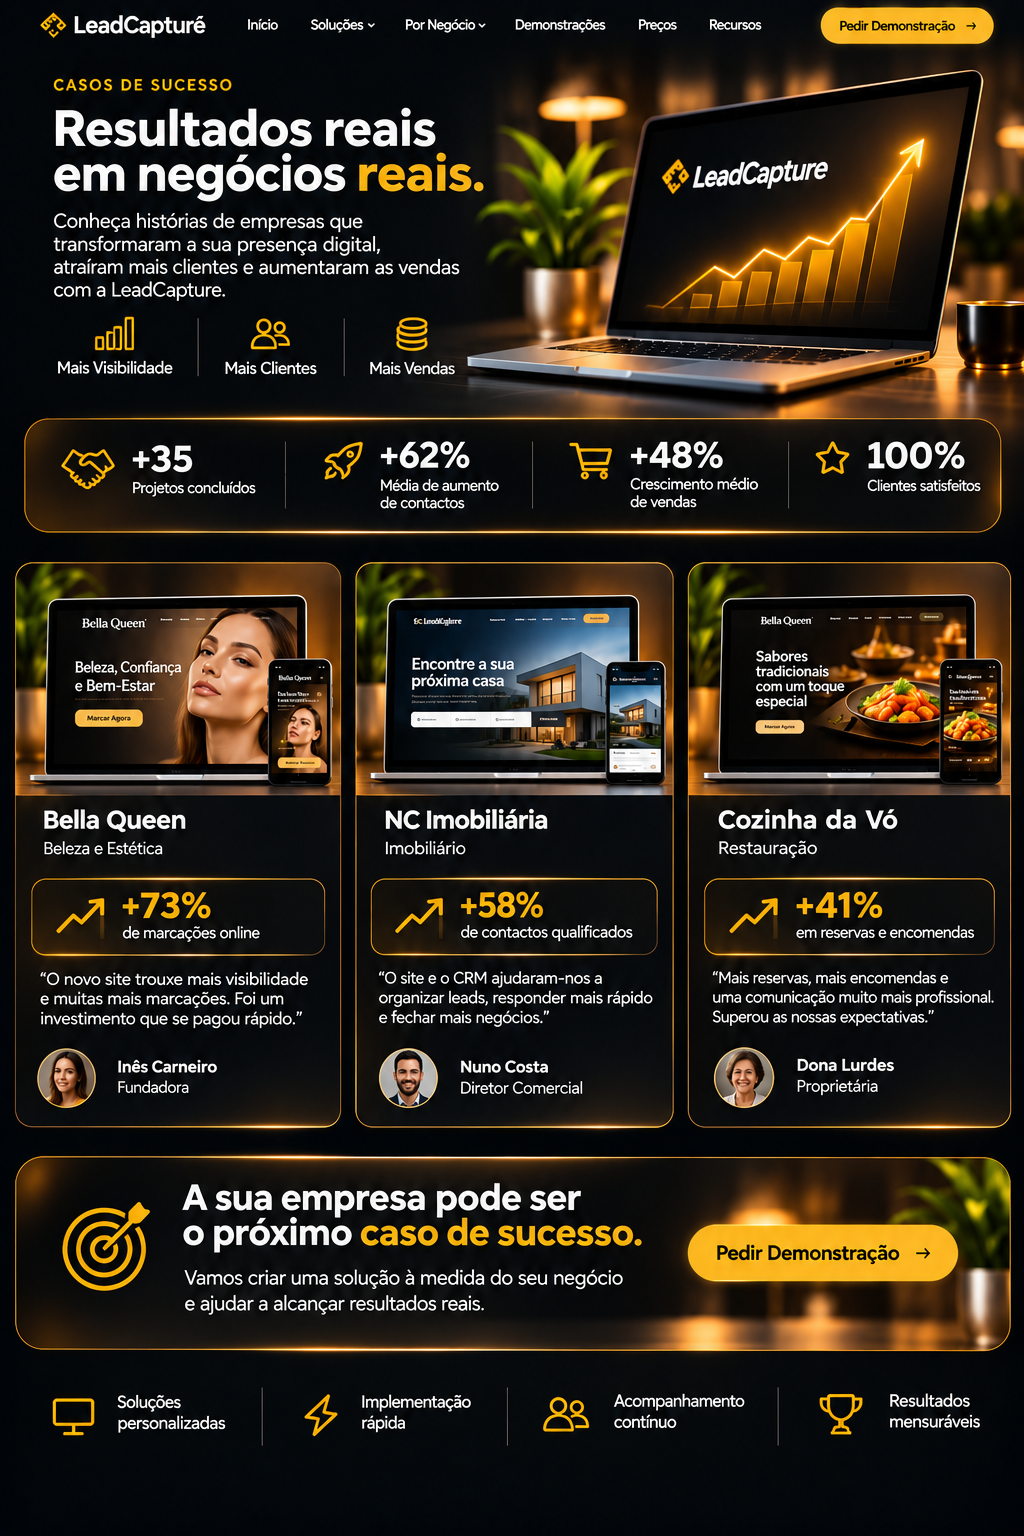 LeadCapturé
Início
Soluções
Por Negócio
Demonstrações
Preços
Recursos
Pedir Demonstração →
CASOS DE SUCESSO
Resultados reais
em negócios reais.
Conheça histórias de empresas que
transformaram a sua presença digital,
atraíram mais clientes e aumentaram as vendas
com a LeadCapture.
Mais Visibilidade
Mais Clientes
Mais Vendas
LeadCapture
+35
Projetos concluídos
+62%
Média de aumento
de contactos
+48%
Crescimento médio
de vendas
100%
Clientes satisfeitos
Bella Queen
Beleza, Confiança
e Bem-Estar
Marcar Agora
Bella Queen
Encontre a sua
próxima casa
Bella Queen
Sabores
tradicionais
com um toque
especial
Marcar Agora
Bella Queen
Beleza e Estética
+73%
de marcações online
“O novo site trouxe mais visibilidade
e muitas mais marcações. Foi um
investimento que se pagou rápido.”
Inês Carneiro
Fundadora
NC Imobiliária
Imobiliário
+58%
de contactos qualificados
“O site e o CRM ajudaram-nos a
organizar leads, responder mais rápido
e fechar mais negócios.”
Nuno Costa
Diretor Comercial
Cozinha da Vó
Restauração
+41%
em reservas e encomendas
“Mais reservas, mais encomendas e
uma comunicação muito mais profissional.
Superou as nossas expectativas.”
Dona Lurdes
Proprietária
A sua empresa pode ser
o próximo caso de sucesso.
Vamos criar uma solução à medida do seu negócio
e ajudar a alcançar resultados reais.
Pedir Demonstração →
Soluções
personalizadas
Implementação
rápida
Acompanhamento
contínuo
Resultados
mensuráveis